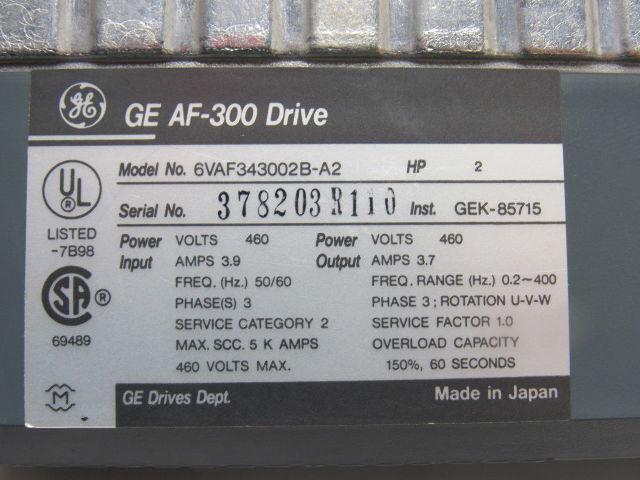 GE AF-300 Drive
Model No. 6VAF343002B-A2 HP 2
Serial No. 378203R110 Inst. GEK-85715
UL ®
LISTED
-7B98
SA ®
69489
Power Input
VOLTS 460
AMPS 3.9
FREQ. (Hz.) 50/60
PHASE(S) 3
SERVICE CATEGORY 2
MAX. SCC. 5 K AMPS
460 VOLTS MAX.
Power Output
VOLTS 460
AMPS 3.7
FREQ. RANGE (Hz.) 0.2~400
PHASE 3 ; ROTATION U-V-W
SERVICE FACTOR 1.0
OVERLOAD CAPACITY
150%, 60 SECONDS
GE Drives Dept. Made in Japan